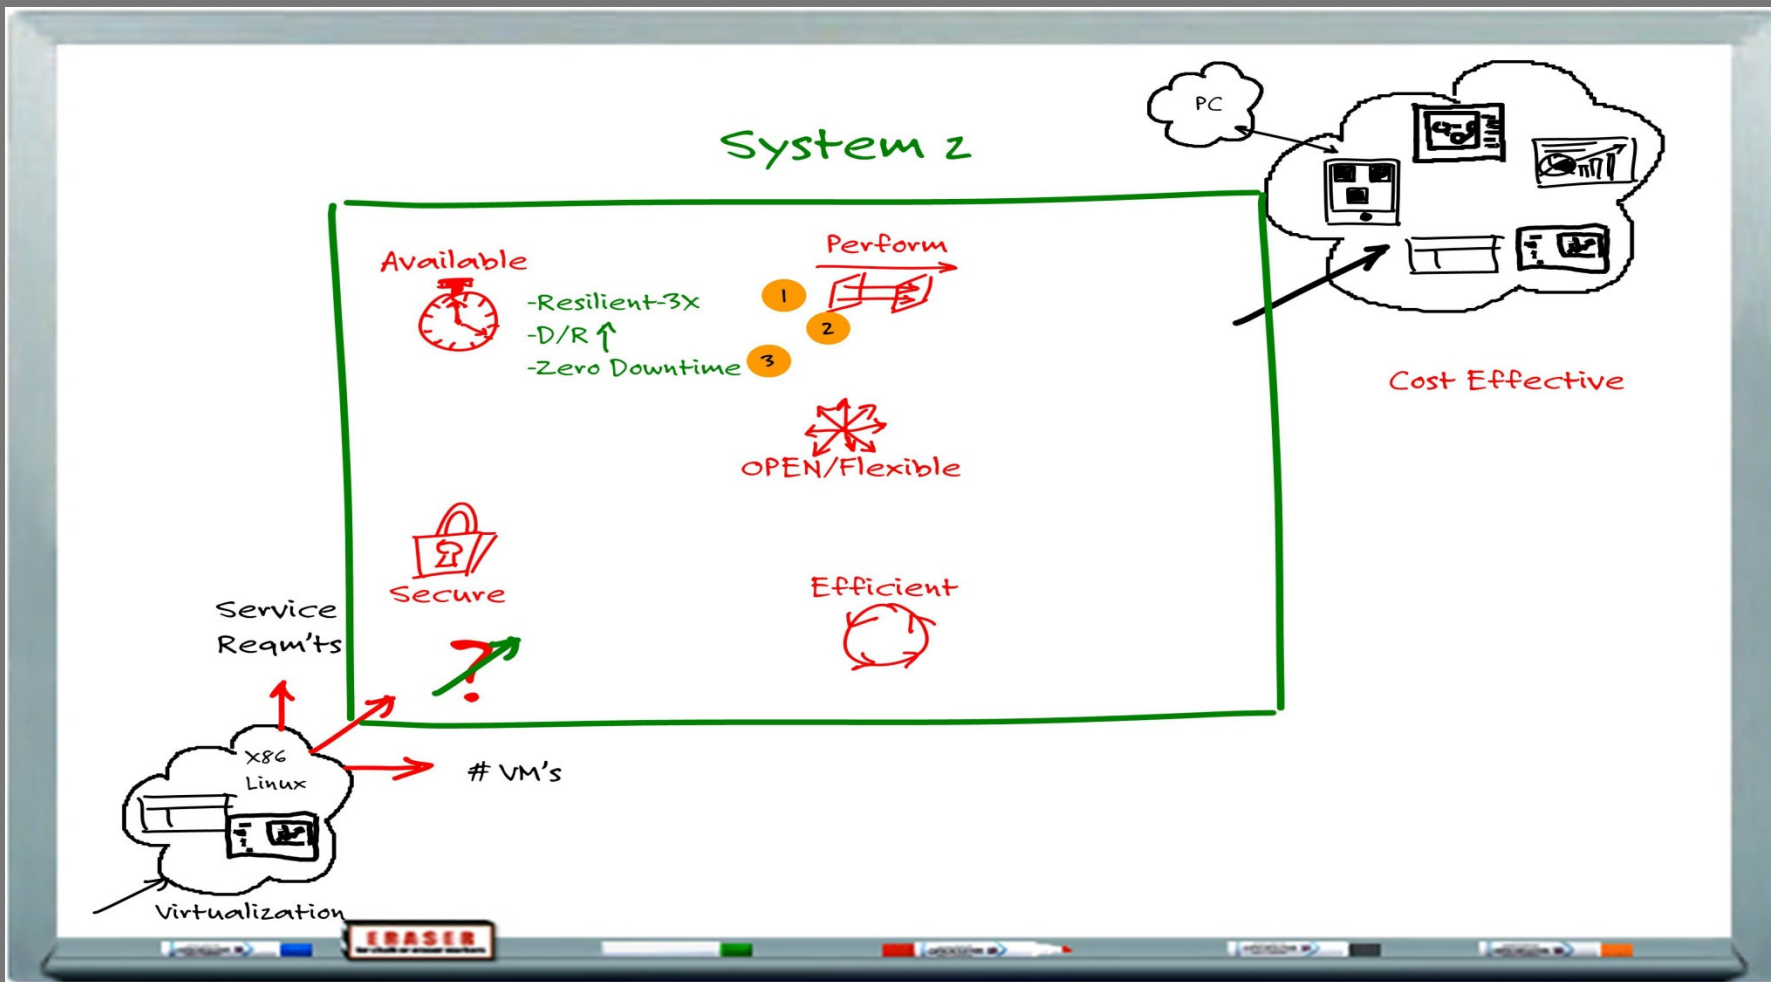 System z
PC
Available
-Resilient-3X
-D/R
-Zero Downtime
1
2
3
Perform
OPEN/Flexible
Cost Effective
Secure
Efficient
?
Service
Reqm'ts
X86
Linux
# VM's
Virtualization
ERASER